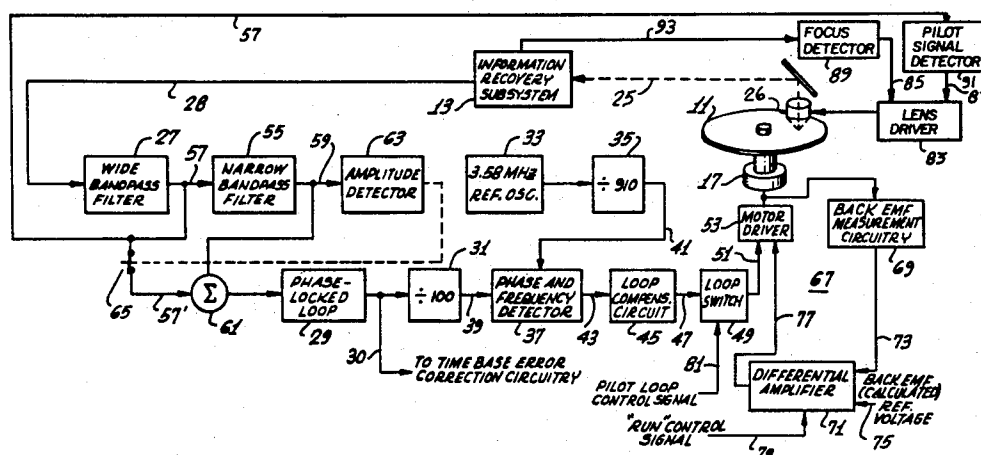 57
93
FOCUS
DETECTOR
89
PILOT
SIGNAL
DETECTOR
91
INFORMATION
RECOVERY
SUBSYSTEM
13
28
25
26
11
85
LENS
DRIVER
83
27
WIDE
BANDPASS
FILTER
57
55
NARROW
BANDPASS
FILTER
59
63
AMPLITUDE
DETECTOR
33
3.58 MHz
REF. OSC.
35
÷ 910
17
53
MOTOR
DRIVER
BACK EMF
MEASUREMENT
CIRCUITRY
69
41
51
65
57'
Σ
61
PHASE-
LOCKED
LOOP
29
31
÷ 100
39
PHASE AND
FREQUENCY
DETECTOR
37
43
LOOP
COMPENS.
CIRCUIT
45
47
LOOP
SWITCH
49
67
77
73
30
TO TIME BASE ERROR
CORRECTION CIRCUITRY
81
PILOT LOOP
CONTROL SIGNAL
DIFFERENTIAL
AMPLIFIER
71
BACK EMF
(CALCULATED)
REF.
VOLTAGE
75
"RUN" CONTROL
SIGNAL